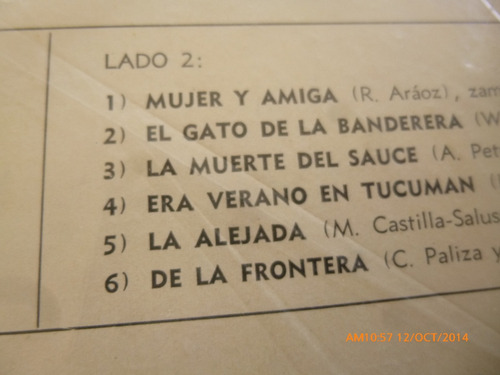 LADO 2:
1) MUJER Y AMIGA (R. Aráoz), zam
2) EL GATO DE LA BANDERERA (W
3) LA MUERTE DEL SAUCE (A. Pet
4) ERA VERANO EN TUCUMAN (
5) LA ALEJADA (M. Castilla-Salus
6) DE LA FRONTERA (C. Paliza y
AM10:57 12/OCT/2014